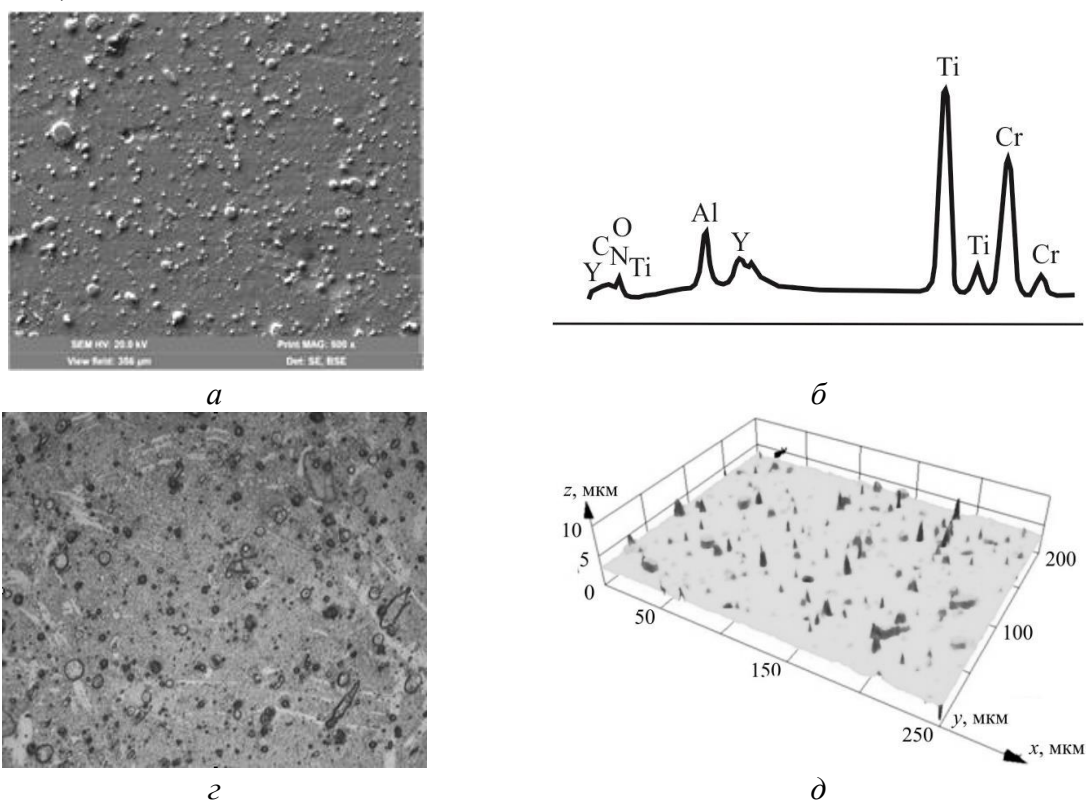 SEM HV: 20.0 kV Print MAG: 600 x
View field: 356 µm Det: SE, BSE
а
Ti
Cr
O
Al
C
N
Y
Y
Ti
Ti
Cr
б
z, мкм
10
5
0
50
150
250
200
100
y, мкм
x, мкм
г
д